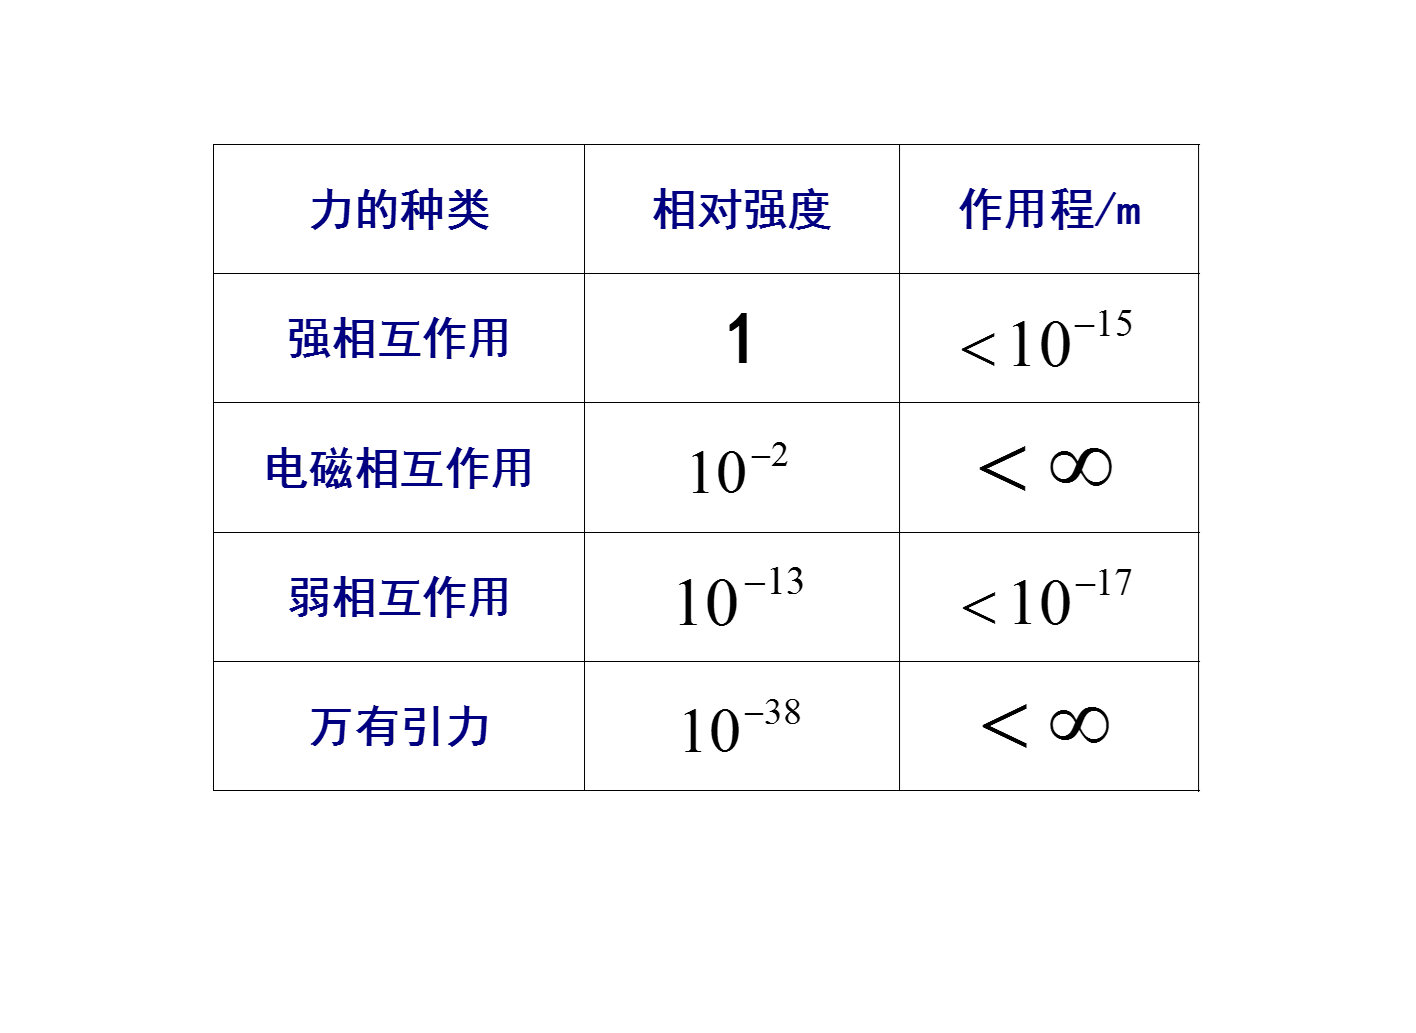 力的种类 相对强度 作用程/m
强相互作用 1 <10⁻¹⁵
电磁相互作用 10⁻² <∞
弱相互作用 10⁻¹³ <10⁻¹⁷
万有引力 10⁻³⁸ <∞